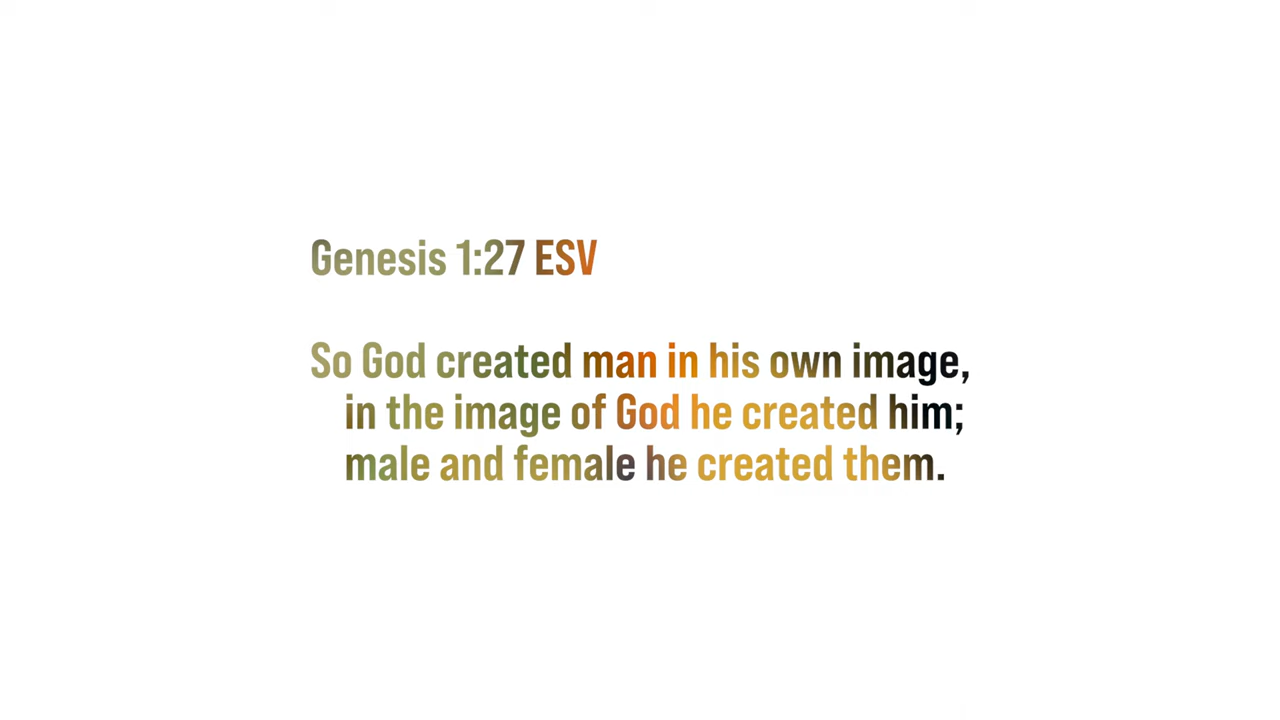 Genesis 1:27 ESV
So God created man in his own image,
in the image of God he created him;
male and female he created them.